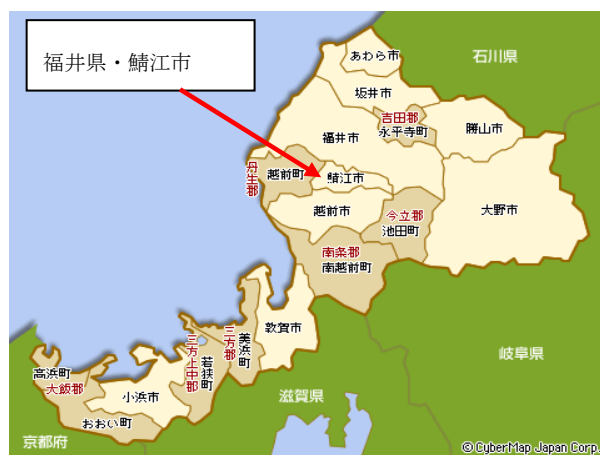 福井県・鯖江市
石川県
あわら市
坂井市
吉田郡
永平寺町
勝山市
福井市
丹生郡
越前町
鯖江市
越前市
今立郡
池田町
大野市
南条郡
南越前町
敦賀市
三方郡
美浜町
三方上中郡
若狭町
高浜町
大飯郡
小浜市
おおい町
岐阜県
滋賀県
京都府
© CyberMap Japan Corp.